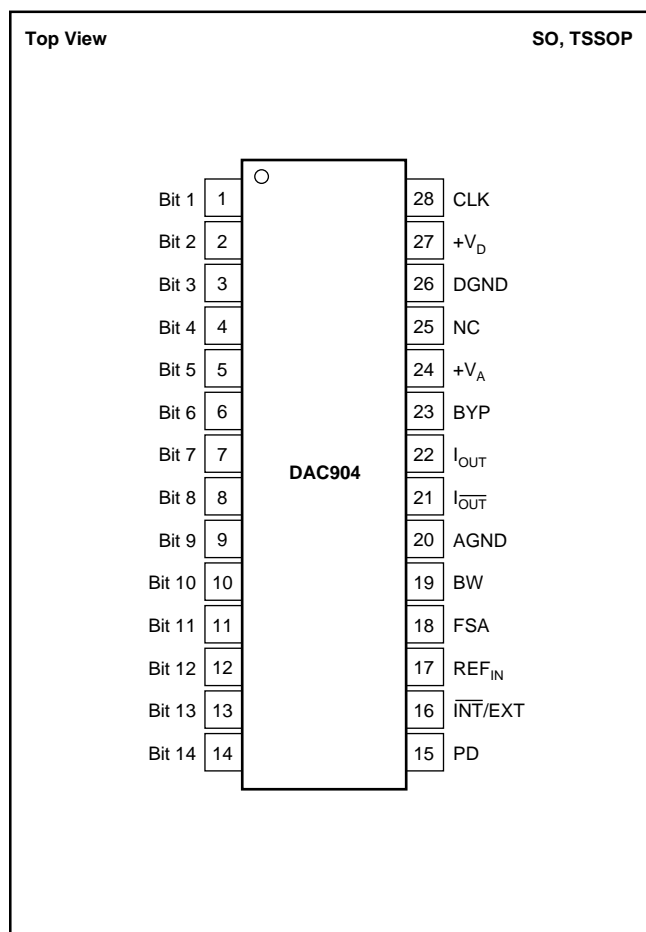 Top View SO, TSSOP
Bit 1 1 28 CLK
Bit 2 2 27 +V_D
Bit 3 3 26 DGND
Bit 4 4 25 NC
Bit 5 5 24 +V_A
Bit 6 6 23 BYP
Bit 7 7 22 I_OUT
DAC904
Bit 8 8 21 I_O̅U̅T̅
Bit 9 9 20 AGND
Bit 10 10 19 BW
Bit 11 11 18 FSA
Bit 12 12 17 REF_IN
Bit 13 13 16 I̅N̅T̅/EXT
Bit 14 14 15 PD